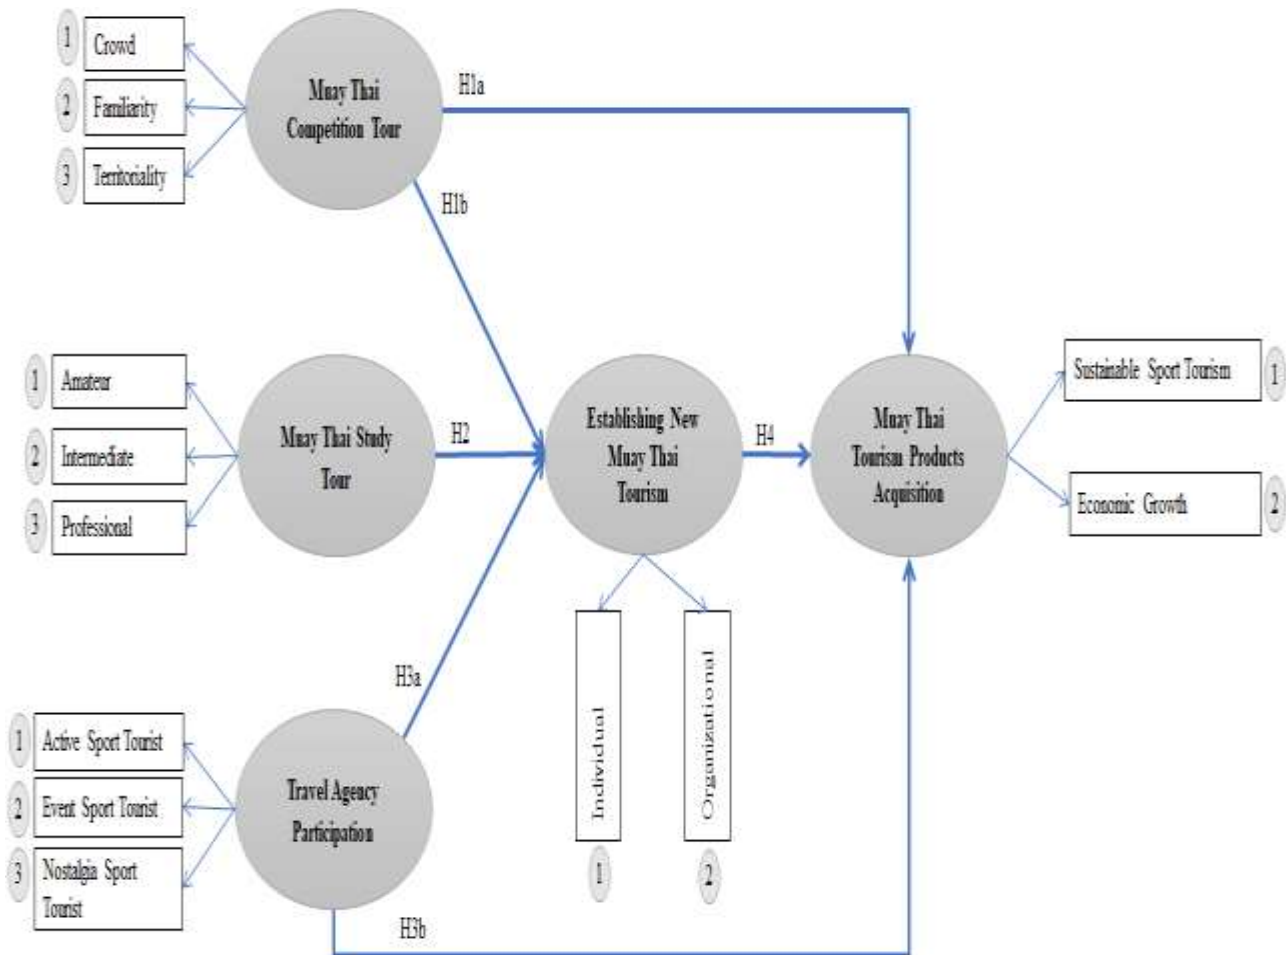 1
Crowd
2
Familiarity
3
Territoriality
Muay Thai
Competition Tour
H1a
H1b
1
Amateur
2
Intermediate
3
Professional
Muay Thai Study
Tour
H2
Establishing New
Muay Thai
Tourism
H4
Muay Thai
Tourism Products
Acquisition
Sustainable Sport Tourism
1
Economic Growth
2
Individual
1
Organizational
2
H3a
1
Active Sport Tourist
2
Event Sport Tourist
3
Nostalgia Sport
Tourist
Travel Agency
Participation
H3b